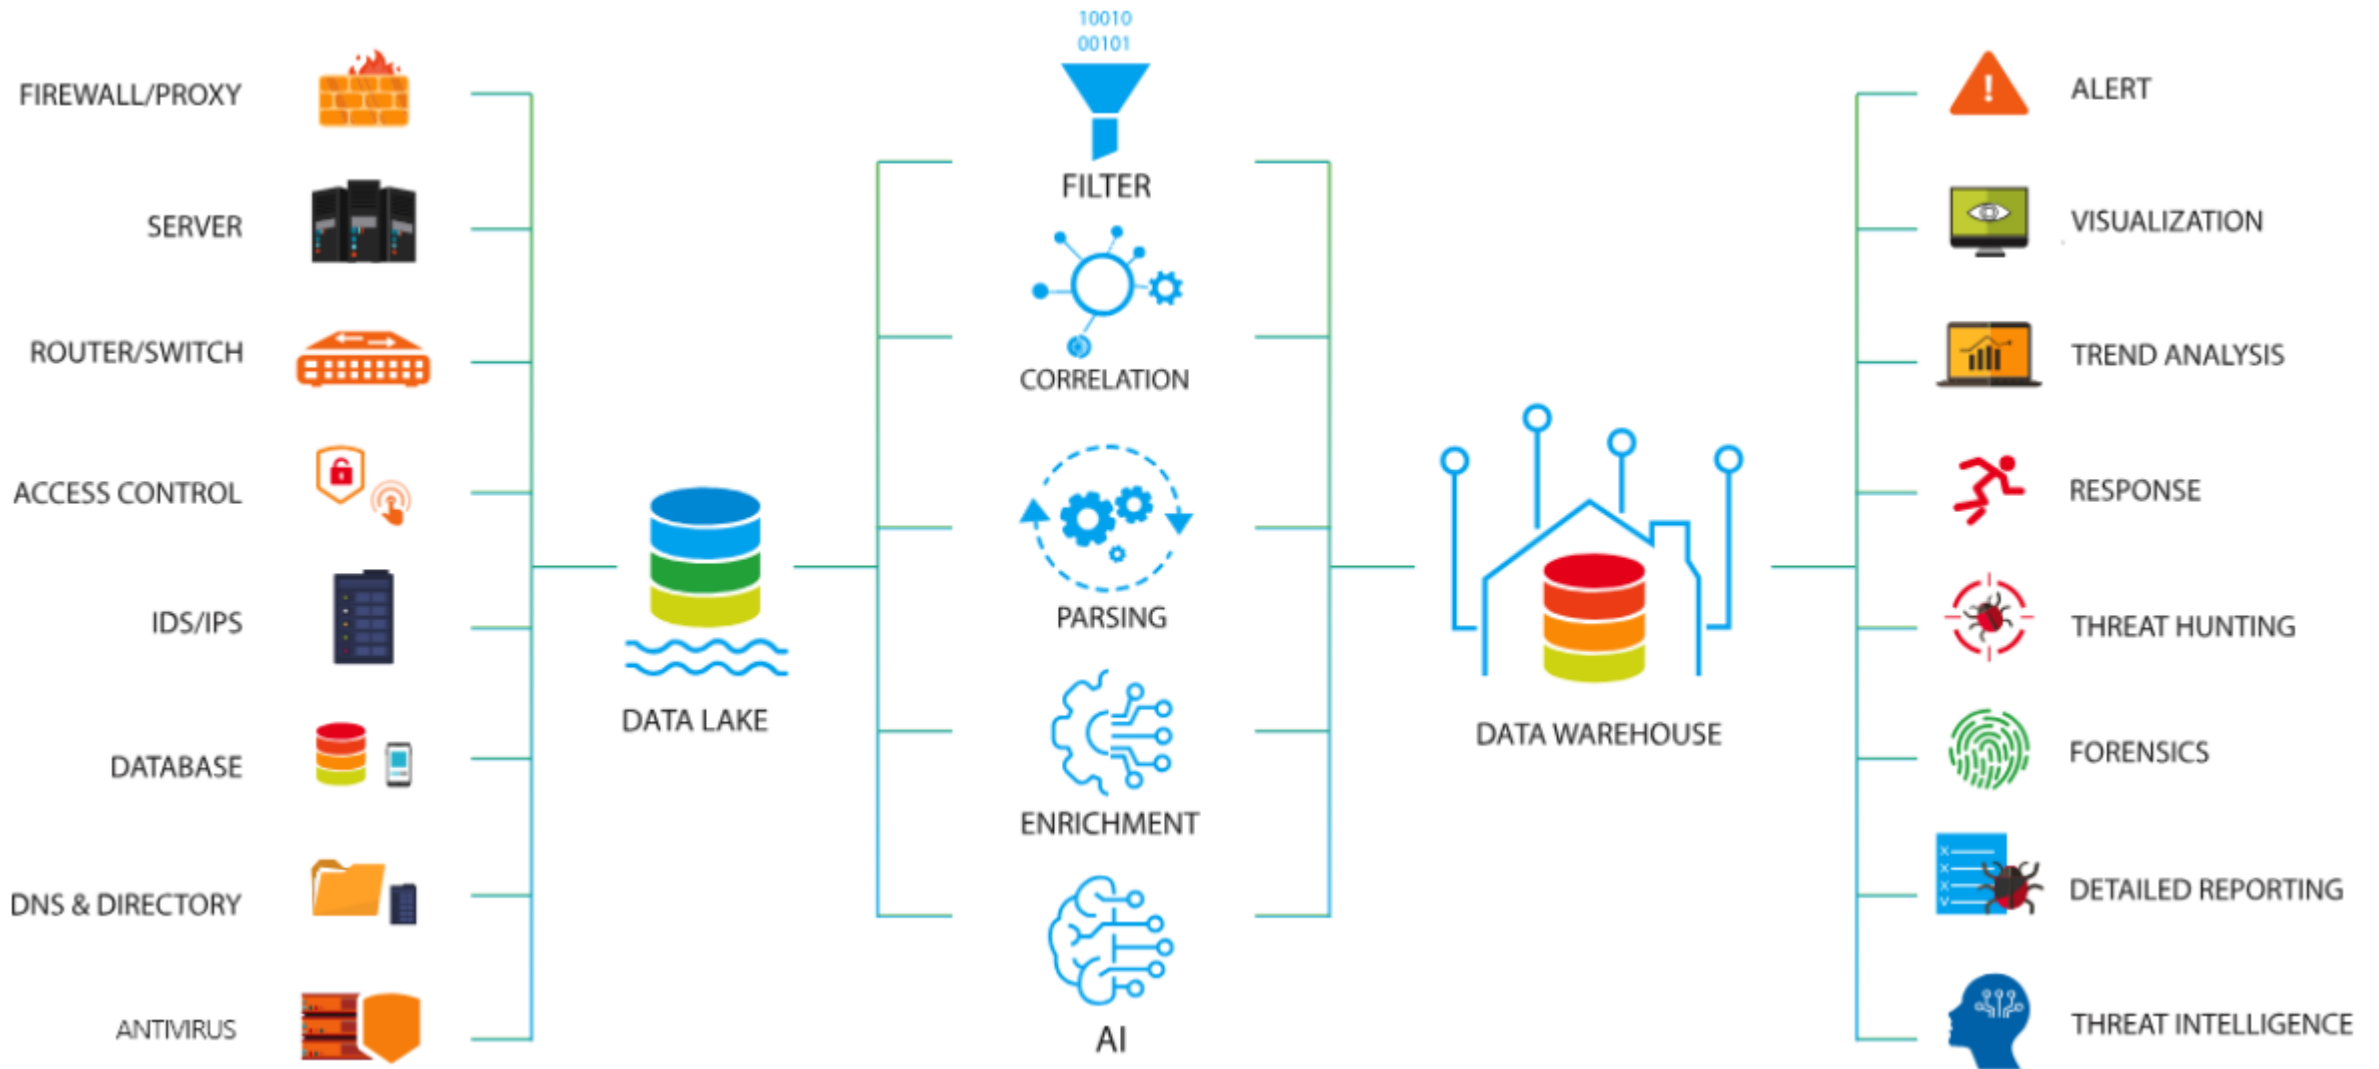 FIREWALL/PROXY
SERVER
ROUTER/SWITCH
ACCESS CONTROL
IDS/IPS
DATABASE
DNS & DIRECTORY
ANTIVIRUS
DATA LAKE
10010
00101
FILTER
CORRELATION
PARSING
ENRICHMENT
AI
DATA WAREHOUSE
ALERT
VISUALIZATION
TREND ANALYSIS
RESPONSE
THREAT HUNTING
FORENSICS
X
X
X
V
DETAILED REPORTING
THREAT INTELLIGENCE